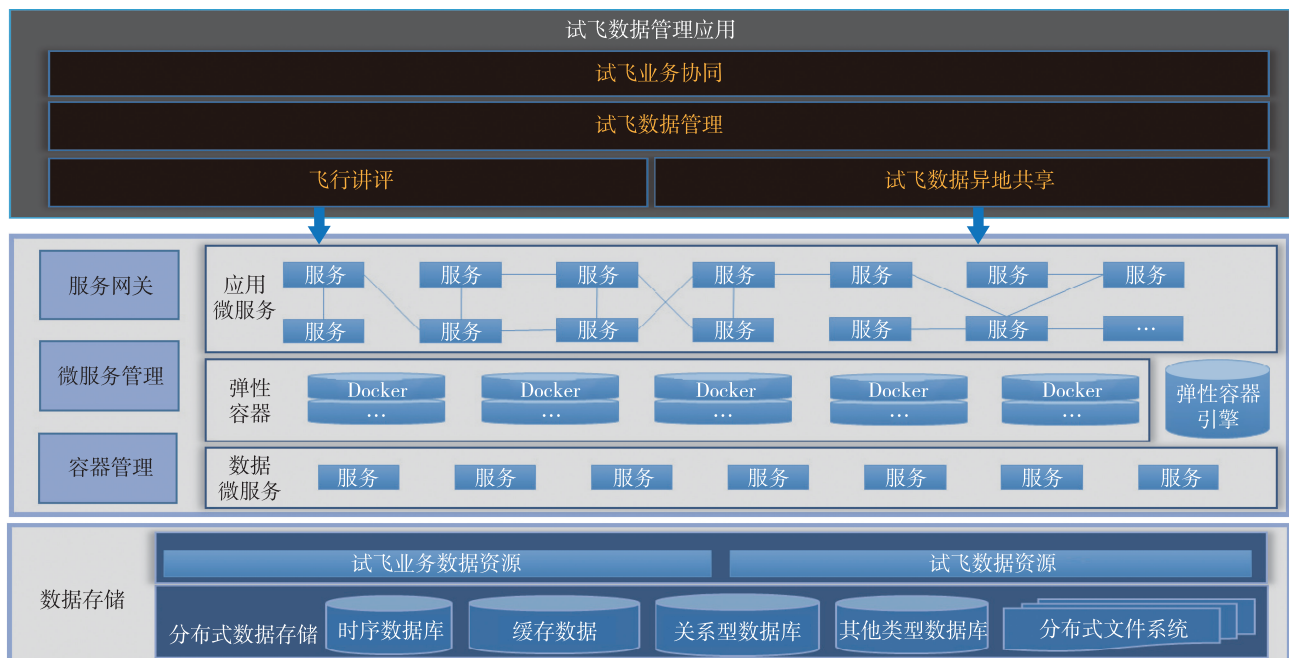 试飞数据管理应用
试飞业务协同
试飞数据管理
飞行讲评
试飞数据异地共享
服务网关
微服务管理
容器管理
应用
微服务
服务 服务 服务 服务 服务 服务 服务
服务 服务 服务 服务 服务 服务 …
弹性
容器
Docker Docker Docker Docker Docker
… … … … …
弹性容器
引擎
数据
微服务
服务 服务 服务 服务 服务 服务 服务
数据存储
试飞业务数据资源
试飞数据资源
分布式数据存储
时序数据库
缓存数据
关系型数据库
其他类型数据库
分布式文件系统